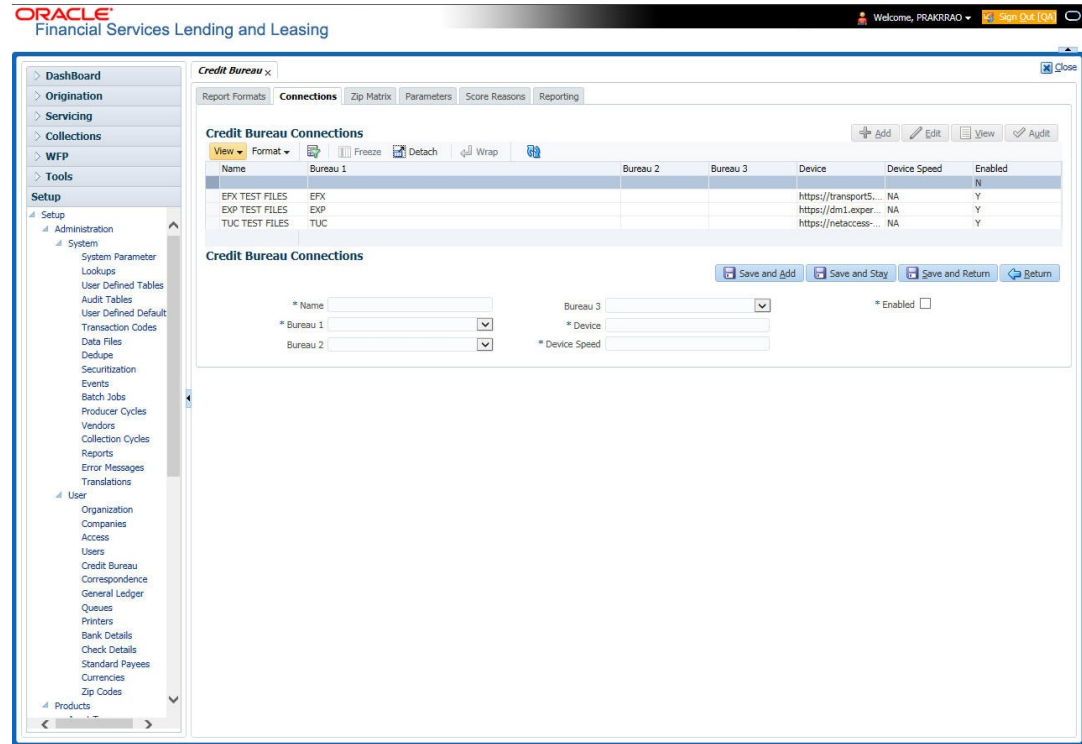 ORACLE
Financial Services Lending and Leasing
Welcome, PRAKRRAO
Sign Out [QA]
DashBoard
Origination
Servicing
Collections
WFP
Tools
Setup
Setup
Administration
System
System Parameter
Lookups
User Defined Tables
Audit Tables
User Defined Default
Transaction Codes
Data Files
Dedupe
Securitization
Events
Batch Jobs
Producer Cycles
Vendors
Collection Cycles
Reports
Error Messages
Translations
User
Organization
Companies
Access
Users
Credit Bureau
Correspondence
General Ledger
Queues
Printers
Bank Details
Check Details
Standard Payees
Currencies
Zip Codes
Products
Credit Bureau x
Close
Report Formats Connections Zip Matrix Parameters Score Reasons Reporting
Credit Bureau Connections
Add Edit View Audit
View Format Freeze Detach Wrap
Name Bureau 1 Bureau 2 Bureau 3 Device Device Speed Enabled
N
EFX TEST FILES EFX https://transport5.... NA Y
EXP TEST FILES EXP https://dm1.exper... NA Y
TUC TEST FILES TUC https://netaccess-... NA Y
Credit Bureau Connections
Save and Add Save and Stay Save and Return Return
* Name
* Bureau 1
Bureau 2
Bureau 3
* Device
* Device Speed
* Enabled